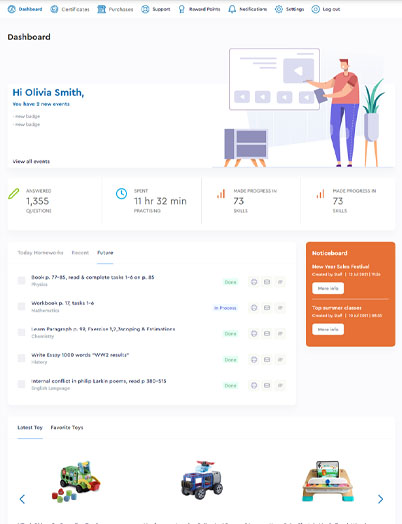 Dashboard
Certificates
Purchases
Support
Reward Points
Notifications
Settings
Log out
Dashboard
Hi Olivia Smith,
You have 2 new events
- New badge
- New badge
View all events
ANSWERED
1,355
QUESTIONS
SPENT
11 hr 32 min
PRACTISING
MADE PROGRESS IN
73
SKILLS
MADE PROGRESS IN
73
SKILLS
Today Homeworks
Recent
Future
Book p. 77-85, read & complete tasks 1-6 or p. 85
Physics
Done
Workbook p. 17, tasks 1-6
Mathematics
In Process
Learn Paragraph p. 99, Exercise 1,2,3
& Estimations
Chemistry
Done
Write Essay 1000 words "WW2 results"
History
Done
Internal conflict in philip Larkin poems, read p 380-515
English Language
Done
Noticeboard
New Year Boho Festival
Created by Staff
More info
Top summer classes
Created by Staff
More info
Latest Toy
Favorite Toys